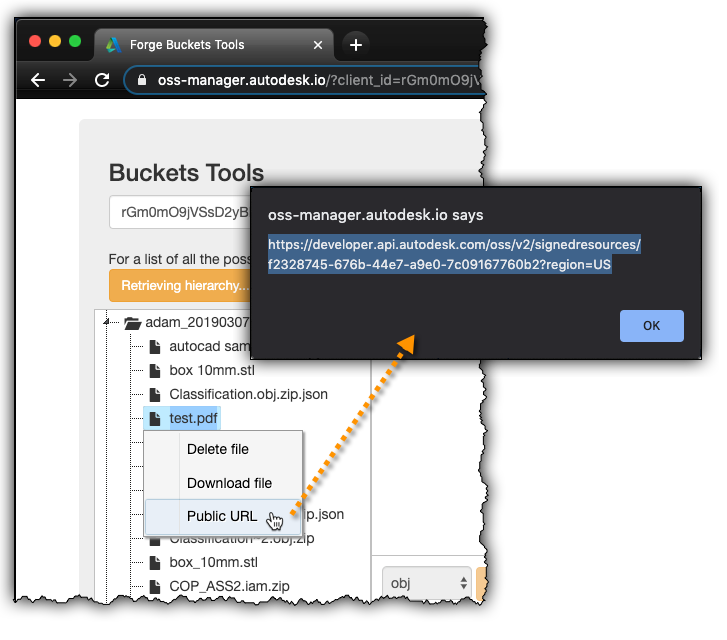 Forge Buckets Tools
oss-manager.autodesk.io/?client_id=rGm0mO9jV
Buckets Tools
rGm0mO9jVSsD2yB
oss-manager.autodesk.io says
https://developer.api.autodesk.com/oss/v2/signedresources/
f2328745-676b-44e7-a9e0-7c09167760b2?region=US
OK
For a list of all the poss
Retrieving hierarchy...
adam_20190307
autocad sam
box 10mm.stl
Classification.obj.zip.json
test.pdf
Delete file
Download file
Public URL
ip.json
Classification~2.obj.zip
box_10mm.stl
COP_ASS2.iam.zip
obj